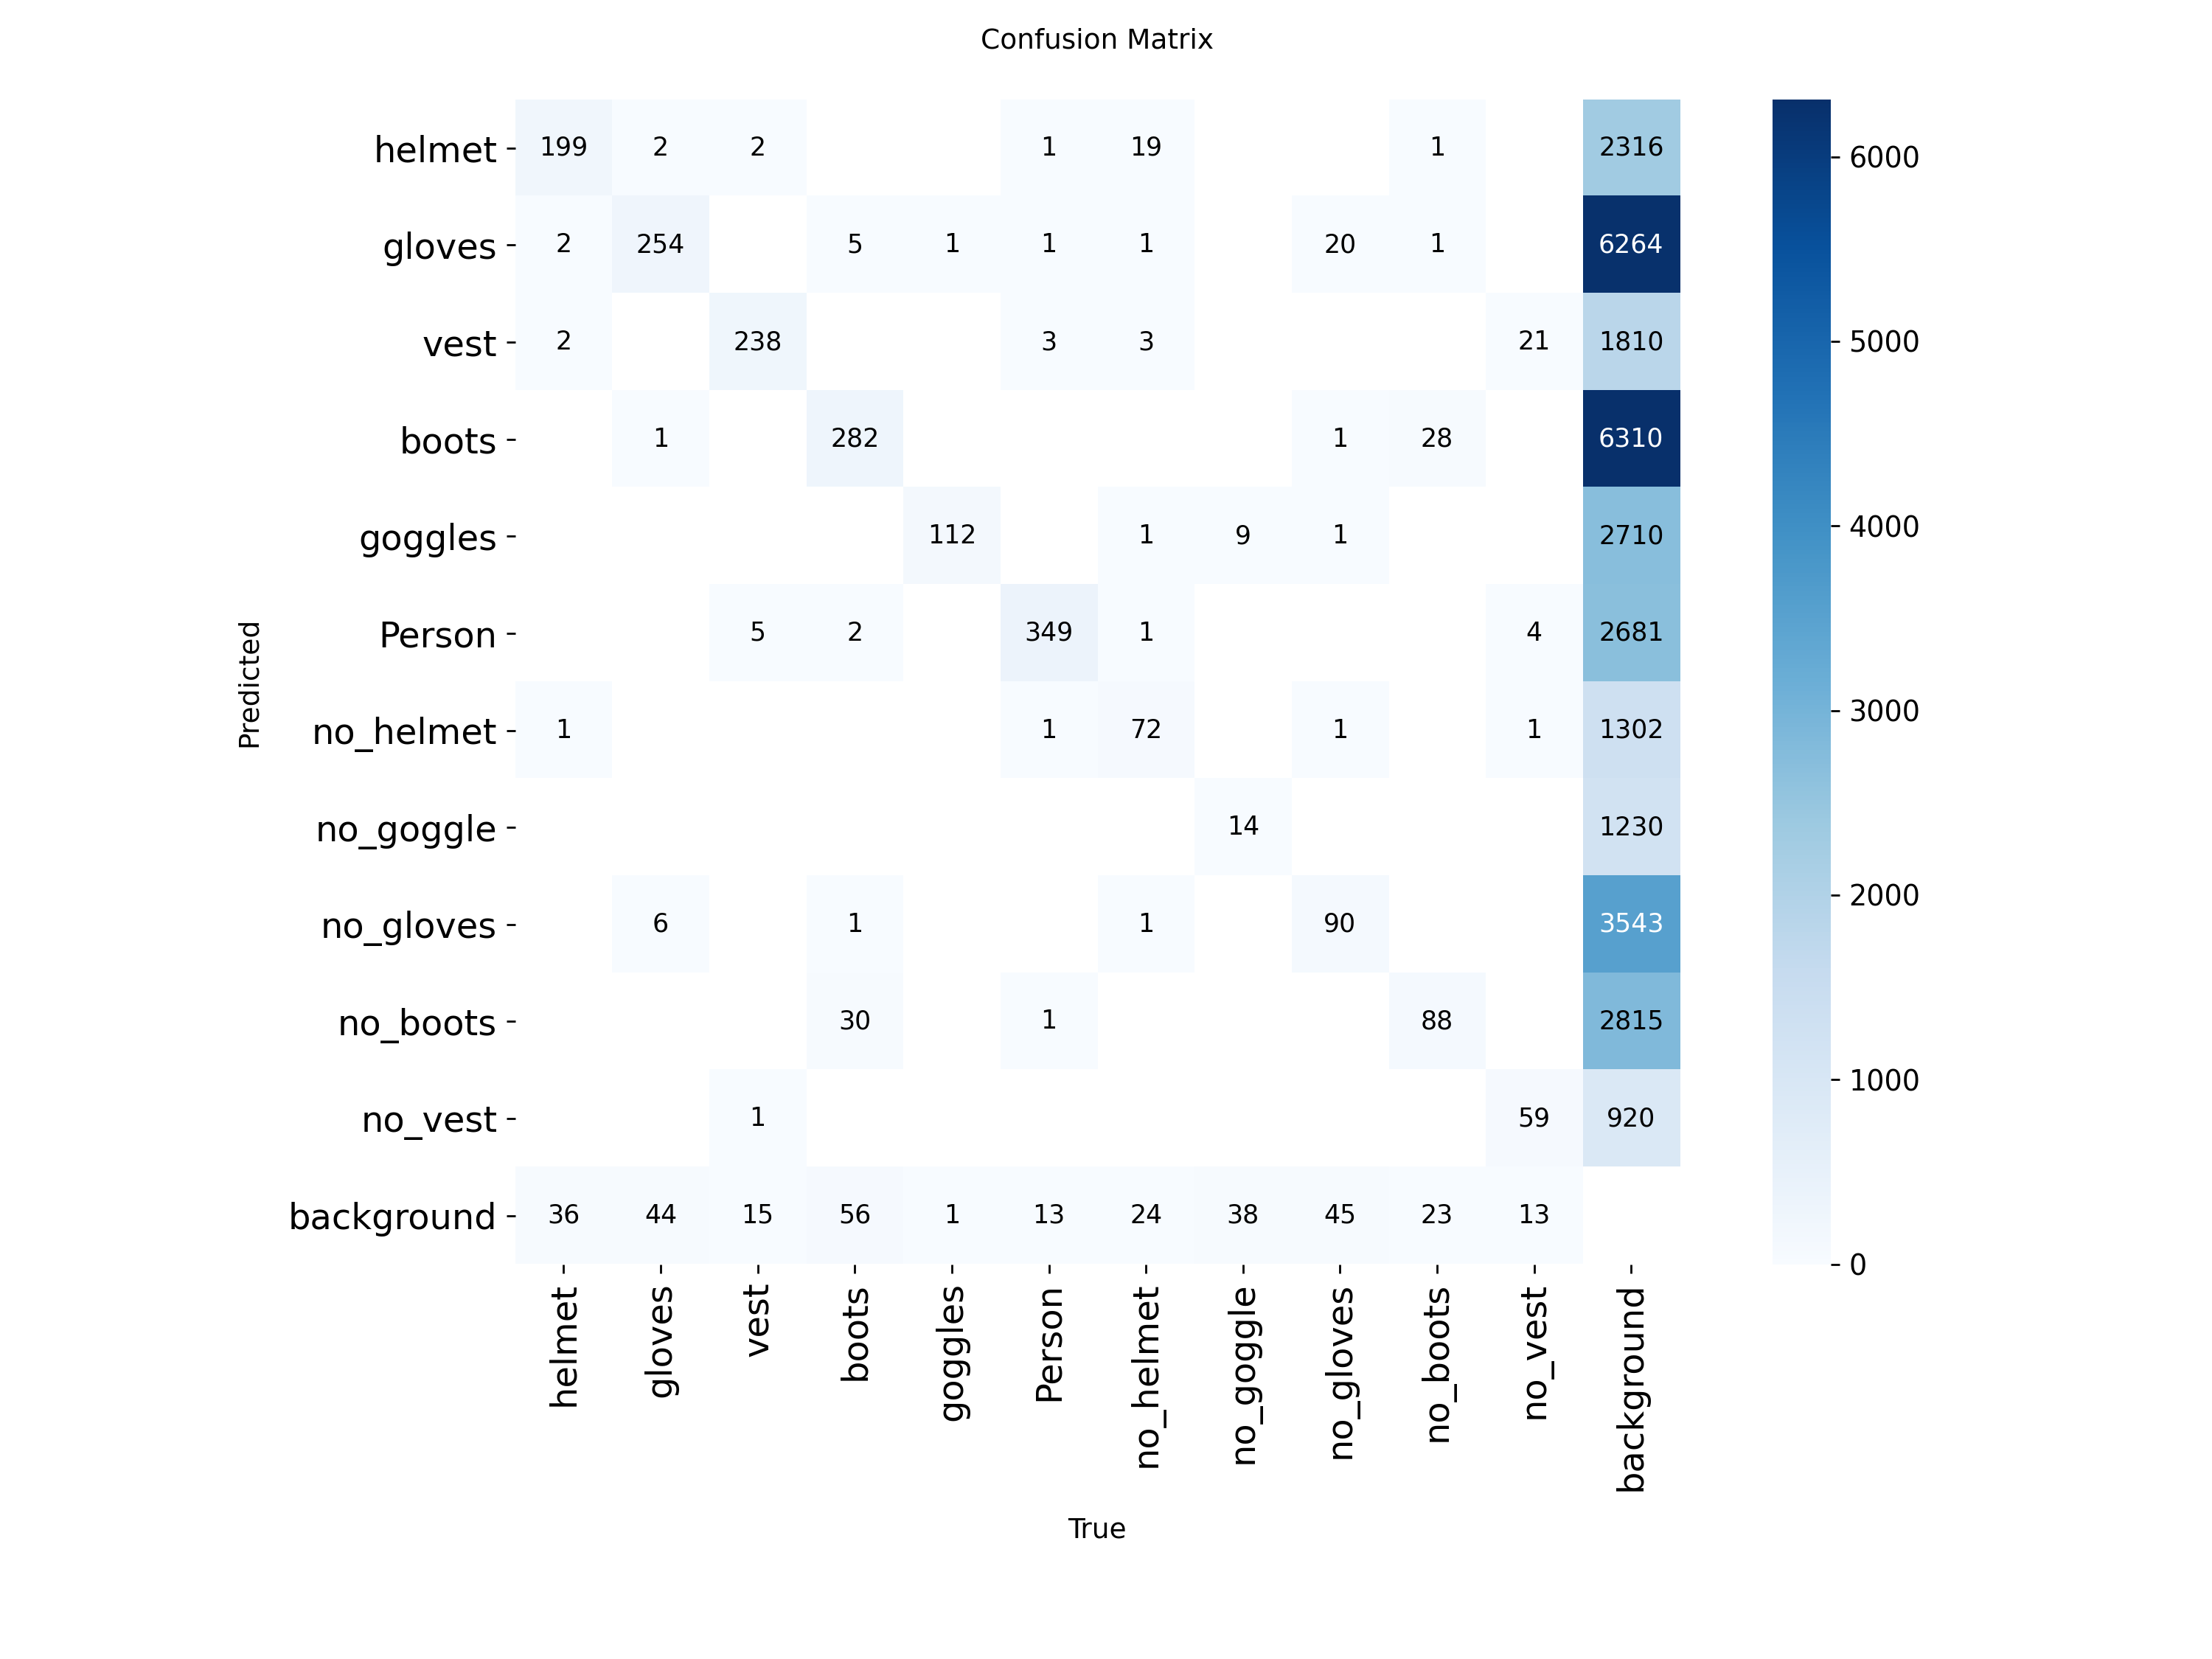 Confusion Matrix
helmet 199 2 2 1 19 1 2316
gloves 2 254 5 1 1 1 20 1 6264
vest 2 238 3 3 21 1810
boots 1 282 1 28 6310
goggles 112 1 9 1 2710
Person 5 2 349 1 4 2681
no_helmet 1 1 72 1 1 1302
no_goggle 14 1230
no_gloves 6 1 1 90 3543
no_boots 30 1 88 2815
no_vest 1 59 920
background 36 44 15 56 1 13 24 38 45 23 13
helmet gloves vest boots goggles Person no_helmet no_goggle no_gloves no_boots no_vest background
True
Predicted
6000
5000
4000
3000
2000
1000
0